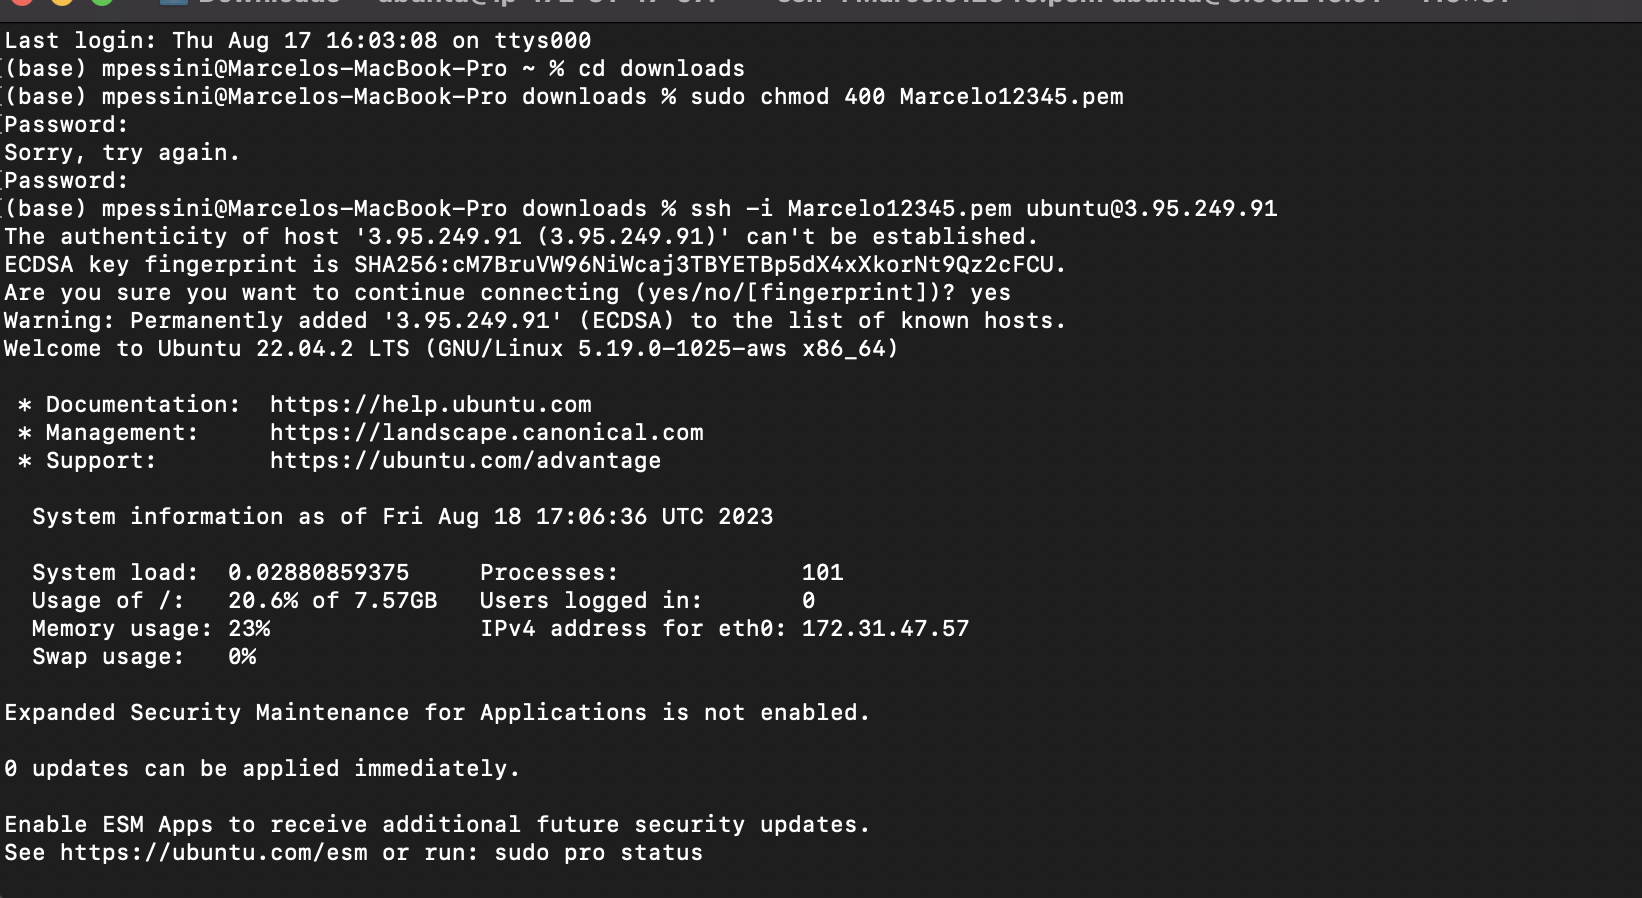 Last login: Thu Aug 17 16:03:08 on ttys000
(base) mpessini@Marcelos-MacBook-Pro ~ % cd downloads
(base) mpessini@Marcelos-MacBook-Pro downloads % sudo chmod 400 Marcelo12345.pem
Password:
Sorry, try again.
Password:
(base) mpessini@Marcelos-MacBook-Pro downloads % ssh -i Marcelo12345.pem ubuntu@3.95.249.91
The authenticity of host '3.95.249.91 (3.95.249.91)' can't be established.
ECDSA key fingerprint is SHA256:cM7BruVW96NiWcaj3TBYETBp5dX4xXkorNt9Qz2cFCU.
Are you sure you want to continue connecting (yes/no/[fingerprint])? yes
Warning: Permanently added '3.95.249.91' (ECDSA) to the list of known hosts.
Welcome to Ubuntu 22.04.2 LTS (GNU/Linux 5.19.0-1025-aws x86_64)
* Documentation: https://help.ubuntu.com
* Management: https://landscape.canonical.com
* Support: https://ubuntu.com/advantage
System information as of Fri Aug 18 17:06:36 UTC 2023
System load: 0.02880859375 Processes: 101
Usage of /: 20.6% of 7.57GB Users logged in: 0
Memory usage: 23% IPv4 address for eth0: 172.31.47.57
Swap usage: 0%
Expanded Security Maintenance for Applications is not enabled.
0 updates can be applied immediately.
Enable ESM Apps to receive additional future security updates.
See https://ubuntu.com/esm or run: sudo pro status